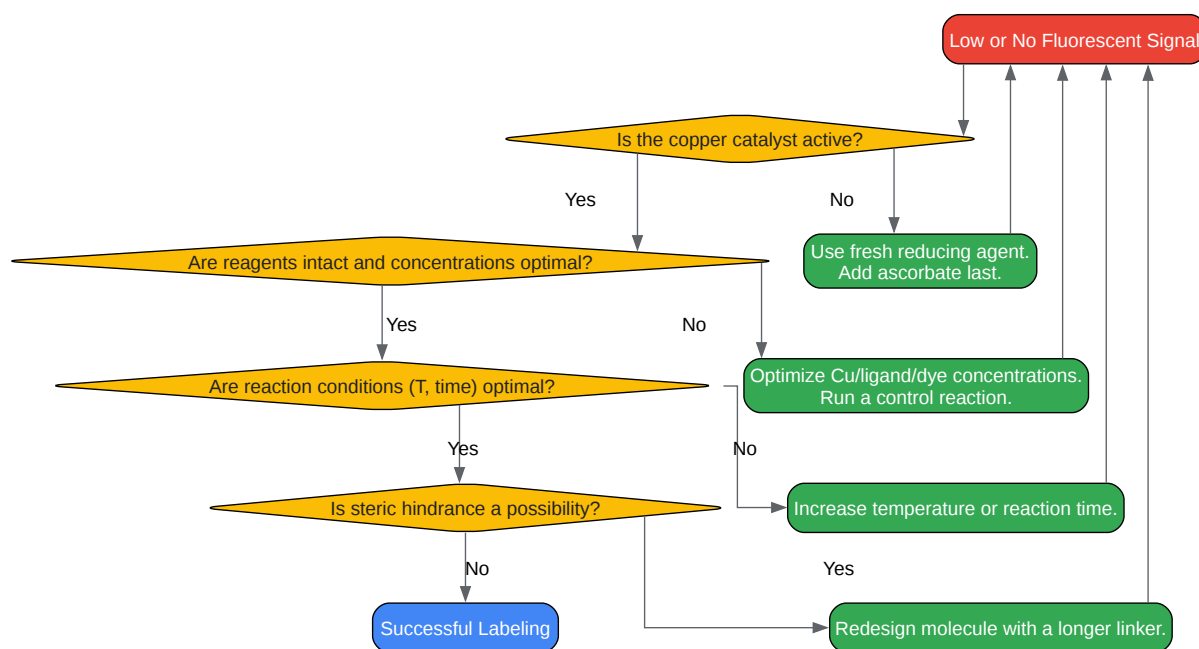 Low or No Fluorescent Signal
Is the copper catalyst active?
Yes
No
Use fresh reducing agent.
Add ascorbate last.
Are reagents intact and concentrations optimal?
Yes
No
Optimize Cu/ligand/dye concentrations.
Run a control reaction.
Are reaction conditions (T, time) optimal?
Yes
No
Increase temperature or reaction time.
Is steric hindrance a possibility?
No
Yes
Successful Labeling
Redesign molecule with a longer linker.